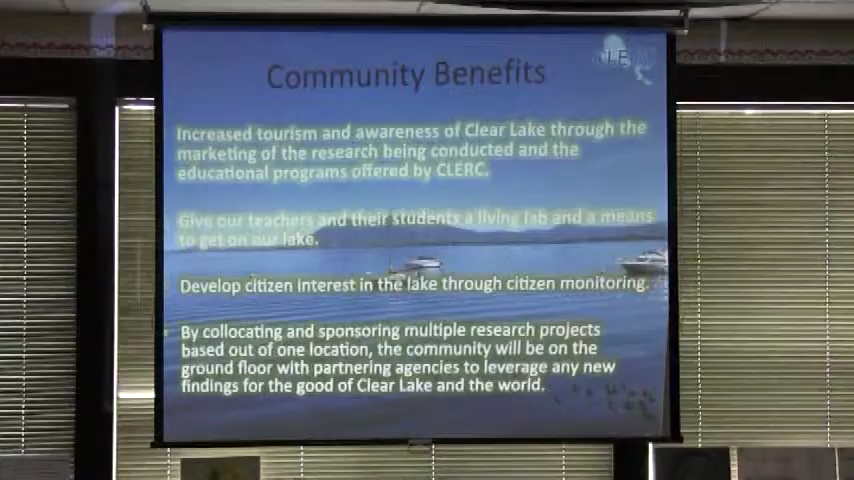 CLE
Community Benefits
Increased tourism and awareness of Clear Lake through the
marketing of the research being conducted and the
educational programs offered by CLERC.
Give our teachers and their students a living lab and a means
to get on our lake.
Develop citizen interest in the lake through citizen monitoring.
By collocating and sponsoring multiple research projects
based out of one location, the community will be on the
ground floor with partnering agencies to leverage any new
findings for the good of Clear Lake and the world.